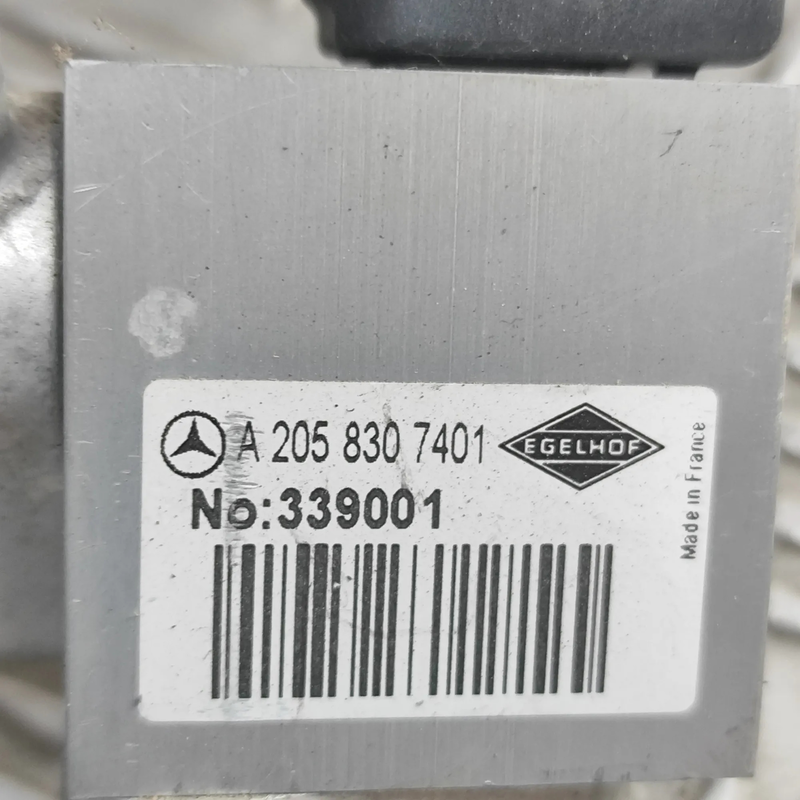 A 205 830 7401
EGELHOF
No:339001
Made in France